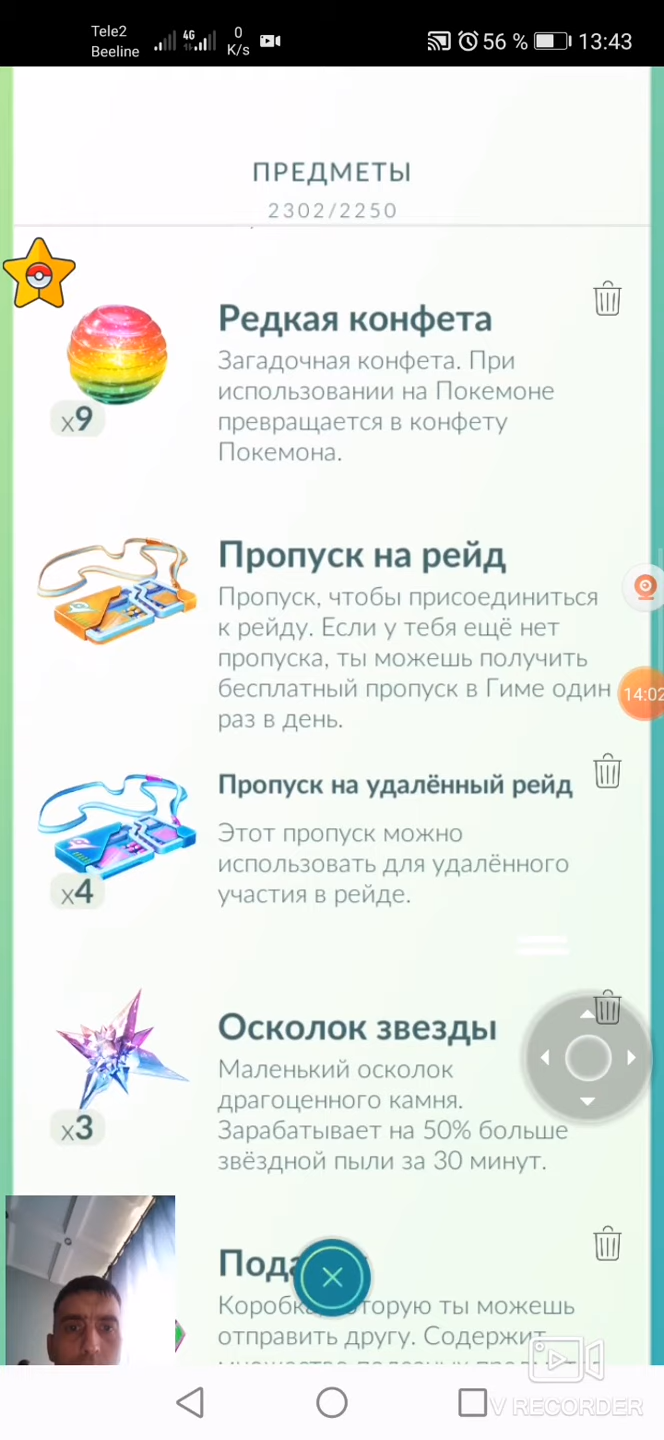 Tele2
Beeline
4G
0
K/s
56 %
13:43
ПРЕДМЕТЫ
2302/2250
Редкая конфета
Загадочная конфета. При
использовании на Покемоне
превращается в конфету
Покемона.
x9
Пропуск на рейд
Пропуск, чтобы присоединиться
к рейду. Если у тебя ещё нет
пропуска, ты можешь получить
бесплатный пропуск в Гиме один
раз в день.
14:02
Пропуск на удалённый рейд
Этот пропуск можно
использовать для удалённого
участия в рейде.
x4
Осколок звезды
Маленький осколок
драгоценного камня.
Зарабатывает на 50% больше
звёздной пыли за 30 минут.
x3
Пода
Коробка, которую ты можешь
отправить другу. Содержит
V RECORDER